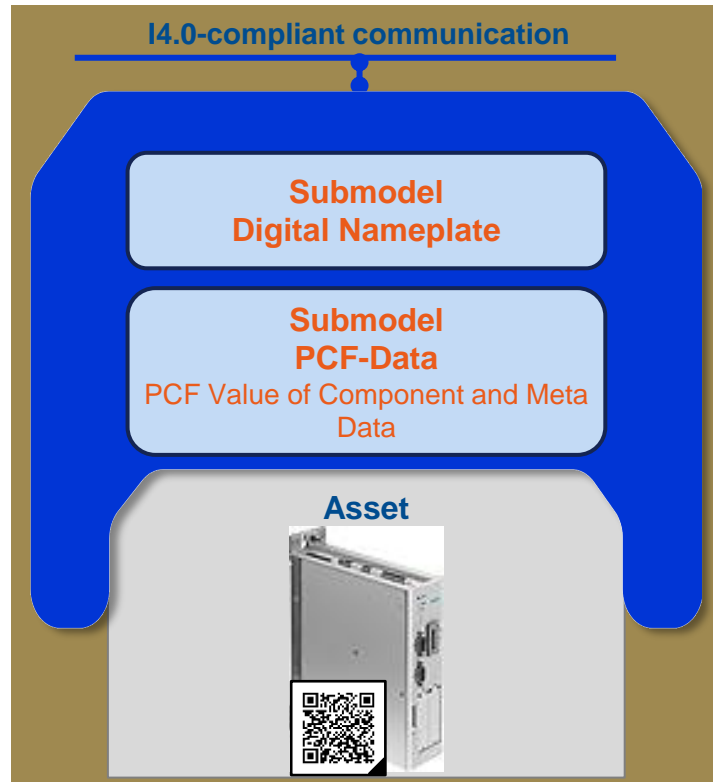 I4.0-compliant communication
Submodel
Digital Nameplate
Submodel
PCF-Data
PCF Value of Component and Meta
Data
Asset